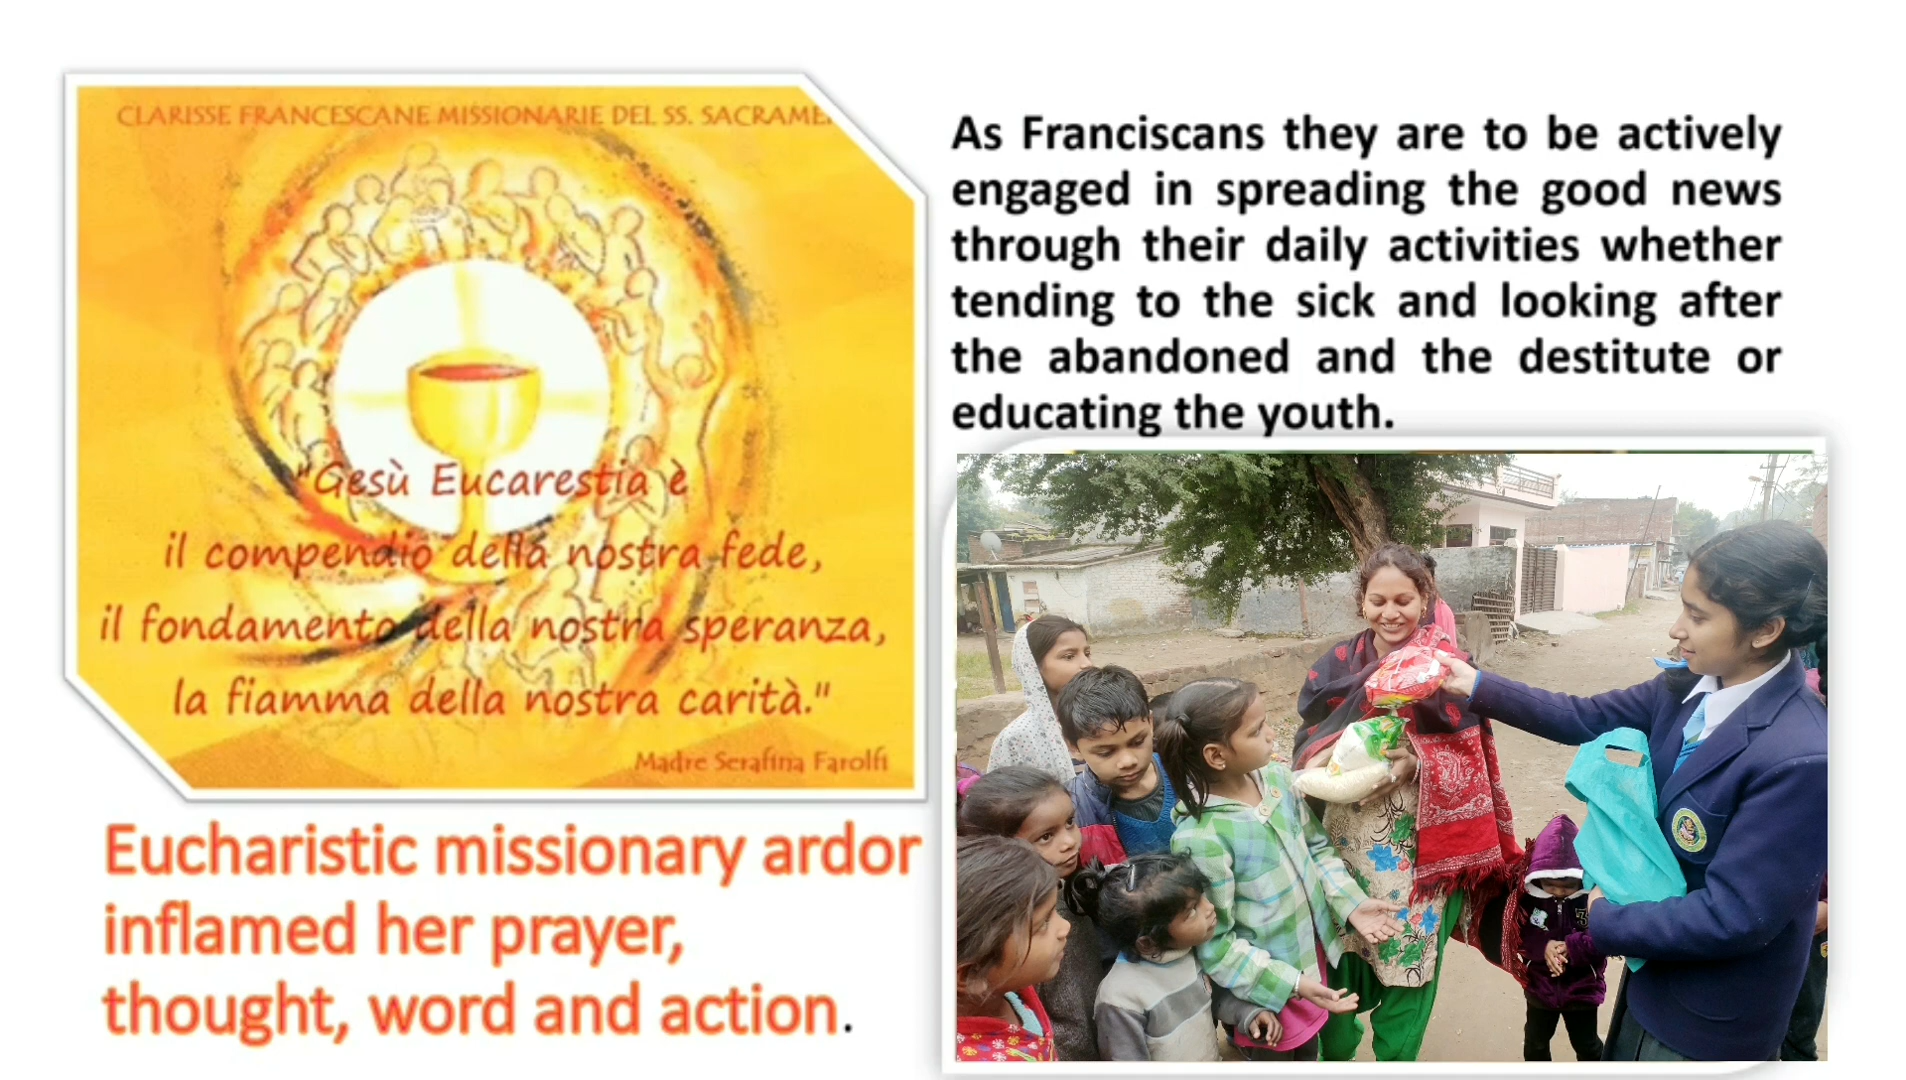 CLARISSE FRANCESCANE MISSIONARIE DEL SS.
"Gesù Eucarestia è
il compendio della nostra fede,
il fondamento della nostra speranza,
la fiamma della nostra carità."
Madre Serafina Farolfi
Eucharistic missionary ardor
inflamed her prayer,
thought, word and action.
As Franciscans they are to be actively
engaged in spreading the good news
through their daily activities whether
tending to the sick and looking after
the abandoned and the destitute or
educating the youth.